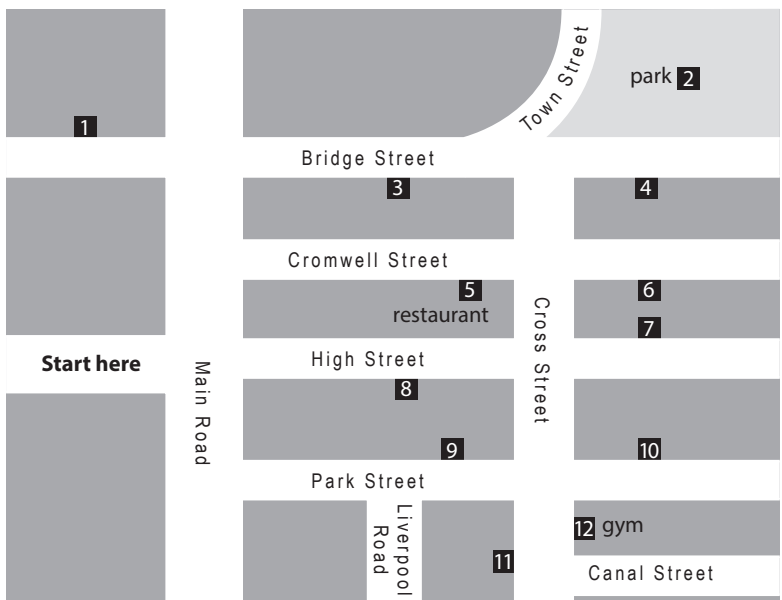 park 2
Town Street
1
Bridge Street
3
4
Cromwell Street
5
restaurant
6
7
Cross Street
Start here
High Street
Main Road
8
9
10
Park Street
Liverpool
Road
11
12 gym
Canal Street